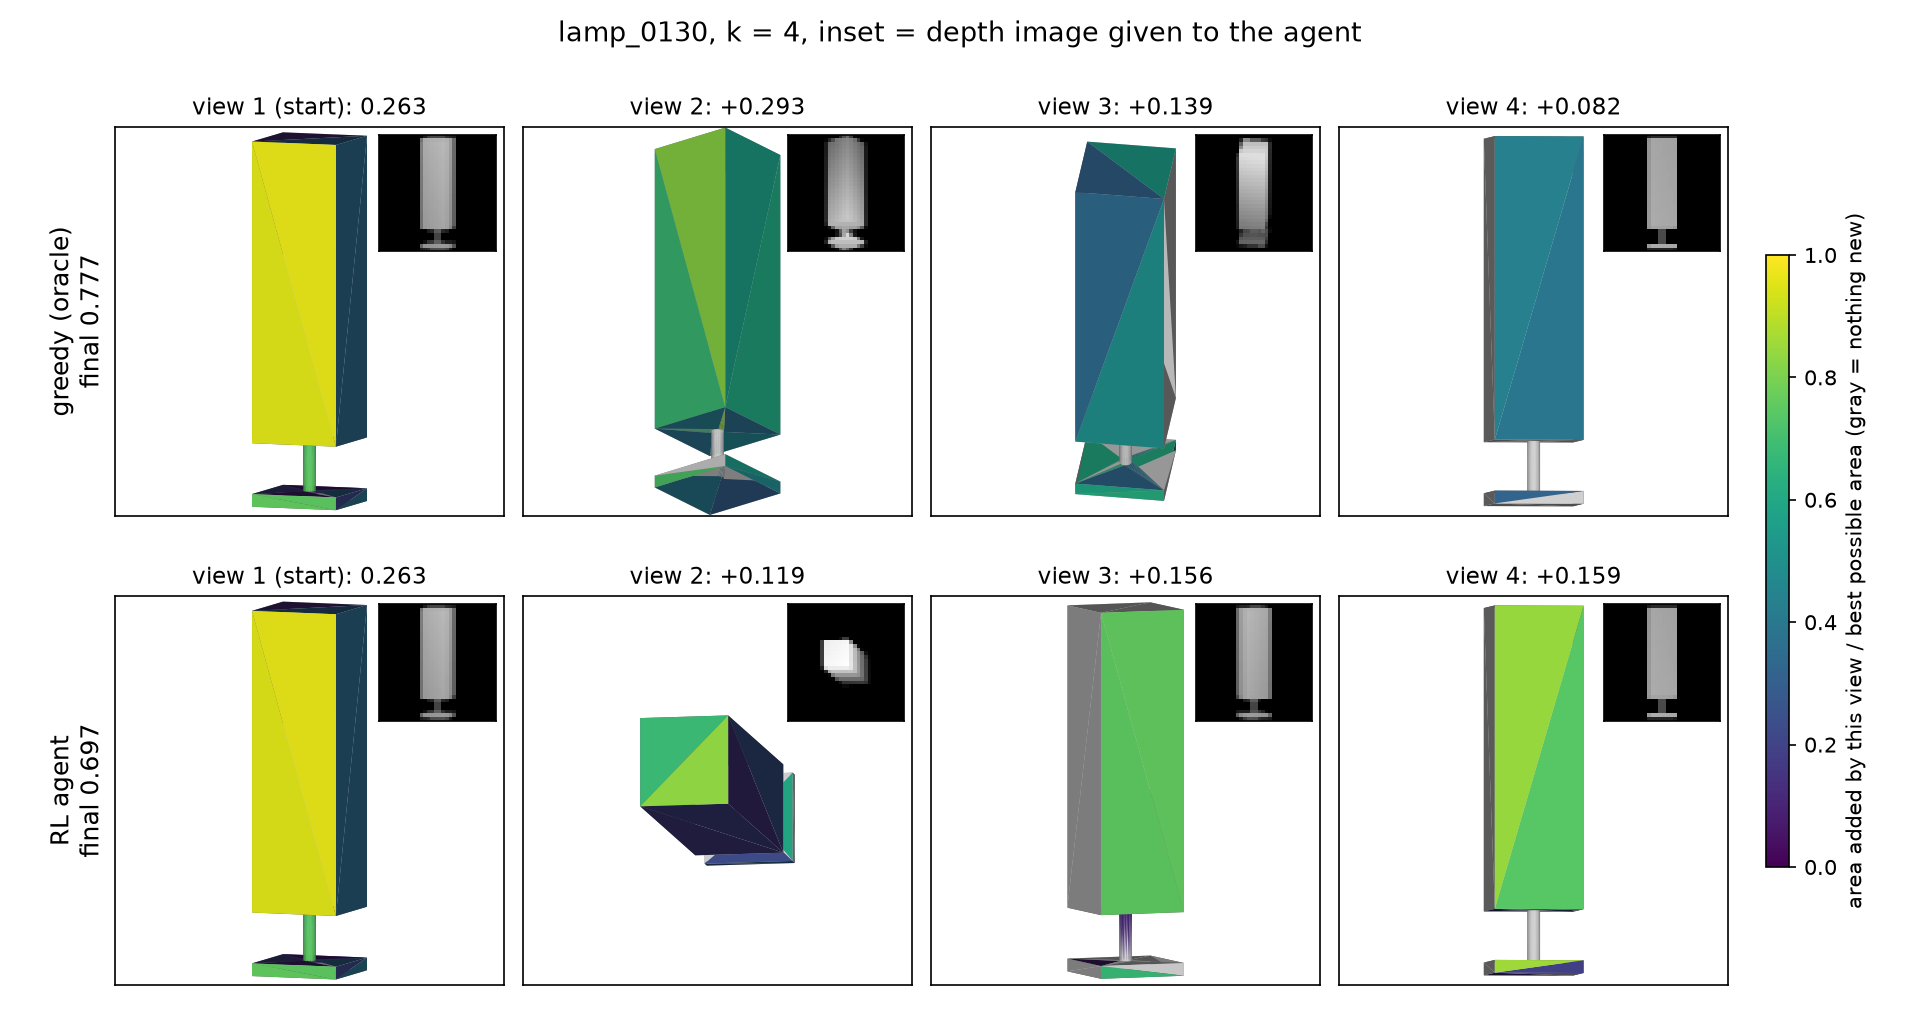 lamp_0130, k = 4, inset = depth image given to the agent
view 1 (start): 0.263
view 2: +0.293
view 3: +0.139
view 4: +0.082
greedy (oracle)
final 0.777
view 1 (start): 0.263
view 2: +0.119
view 3: +0.156
view 4: +0.159
RL agent
final 0.697
1.0
0.8
0.6
0.4
0.2
0.0
area added by this view / best possible area (gray = nothing new)